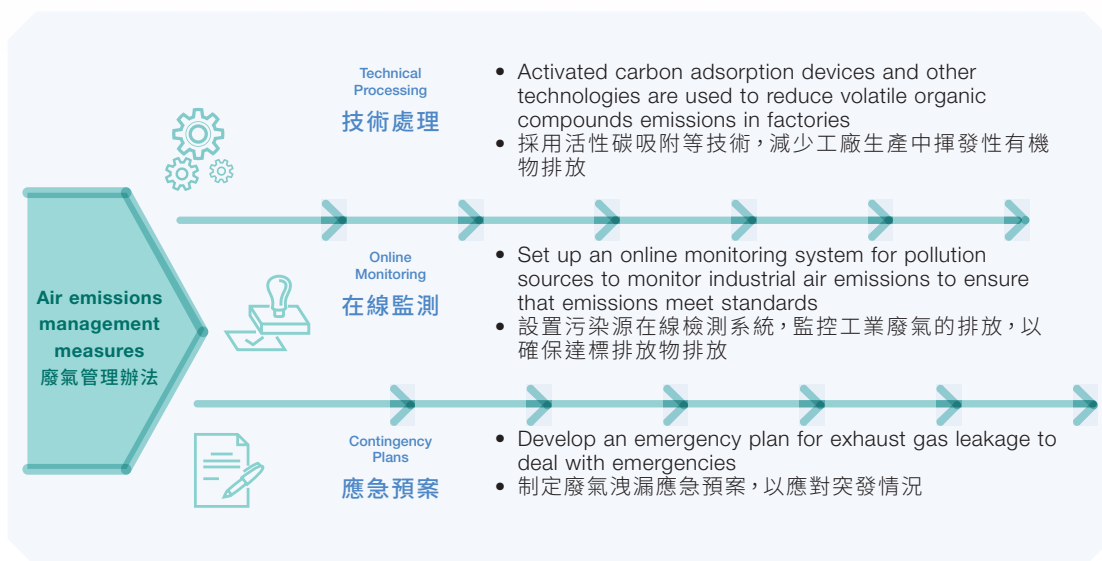 Air emissions
management
measures
廢氣管理辦法
Technical
Processing
技術處理
• Activated carbon adsorption devices and other
technologies are used to reduce volatile organic
compounds emissions in factories
• 採用活性碳吸附等技術，減少工廠生產中揮發性有機
物排放
Online
Monitoring
在線監測
• Set up an online monitoring system for pollution
sources to monitor industrial air emissions to ensure
that emissions meet standards
• 設置污染源在線檢測系統，監控工業廢氣的排放，以
確保達標排放物排放
Contingency
Plans
應急預案
• Develop an emergency plan for exhaust gas leakage to
deal with emergencies
• 制定廢氣洩漏應急預案，以應對突發情況